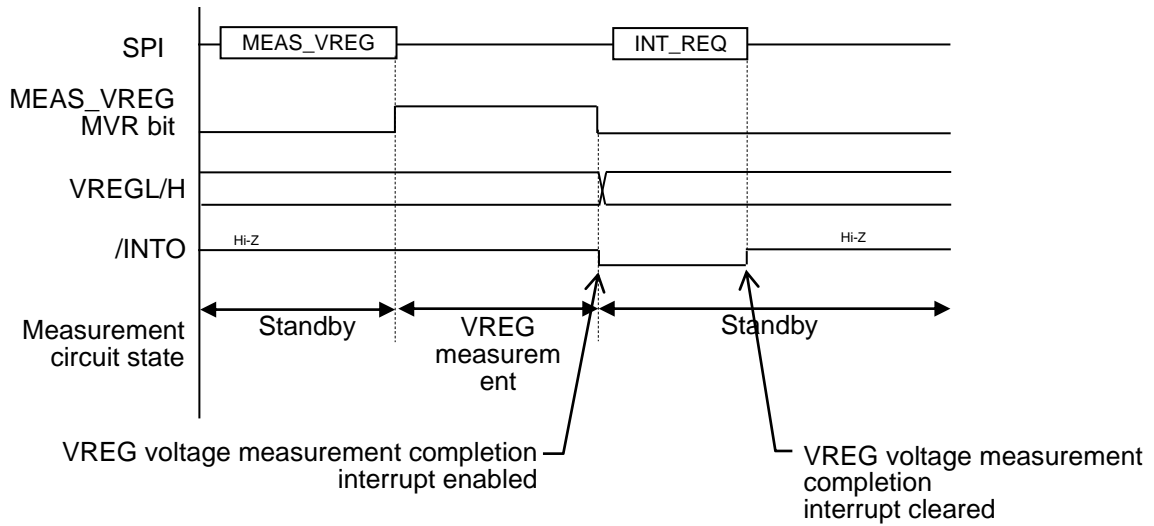 SPI
MEAS_VREG
INT_REQ
MEAS_VREG
MVR bit
VREGL/H
/INTO
Hi-Z
Hi-Z
Measurement
circuit state
Standby
VREG
measurem
ent
Standby
VREG voltage measurement completion
interrupt enabled
VREG voltage measurement
completion
interrupt cleared